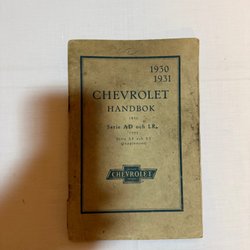 1930
1931
CHEVROLET
HANDBOK
Serie AD och LR,
CHEVROLET